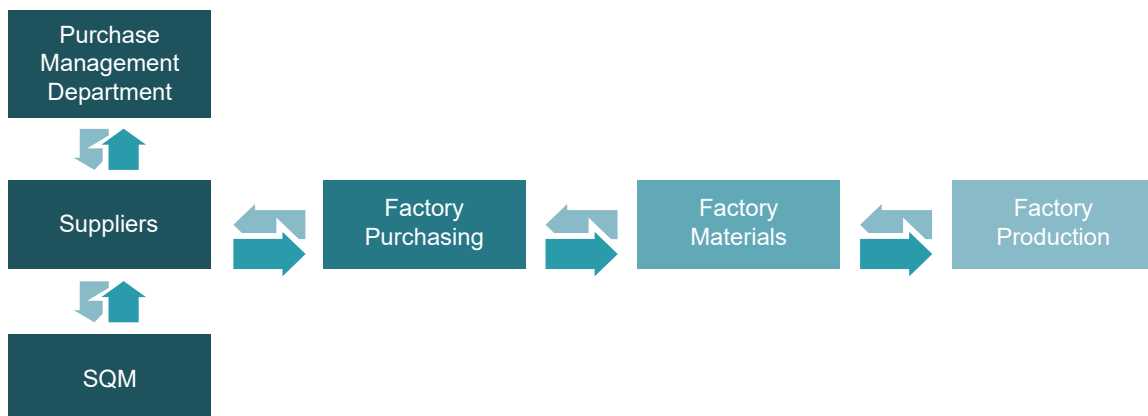 Purchase
Management
Department
Suppliers
Factory
Purchasing
Factory
Materials
Factory
Production
SQM